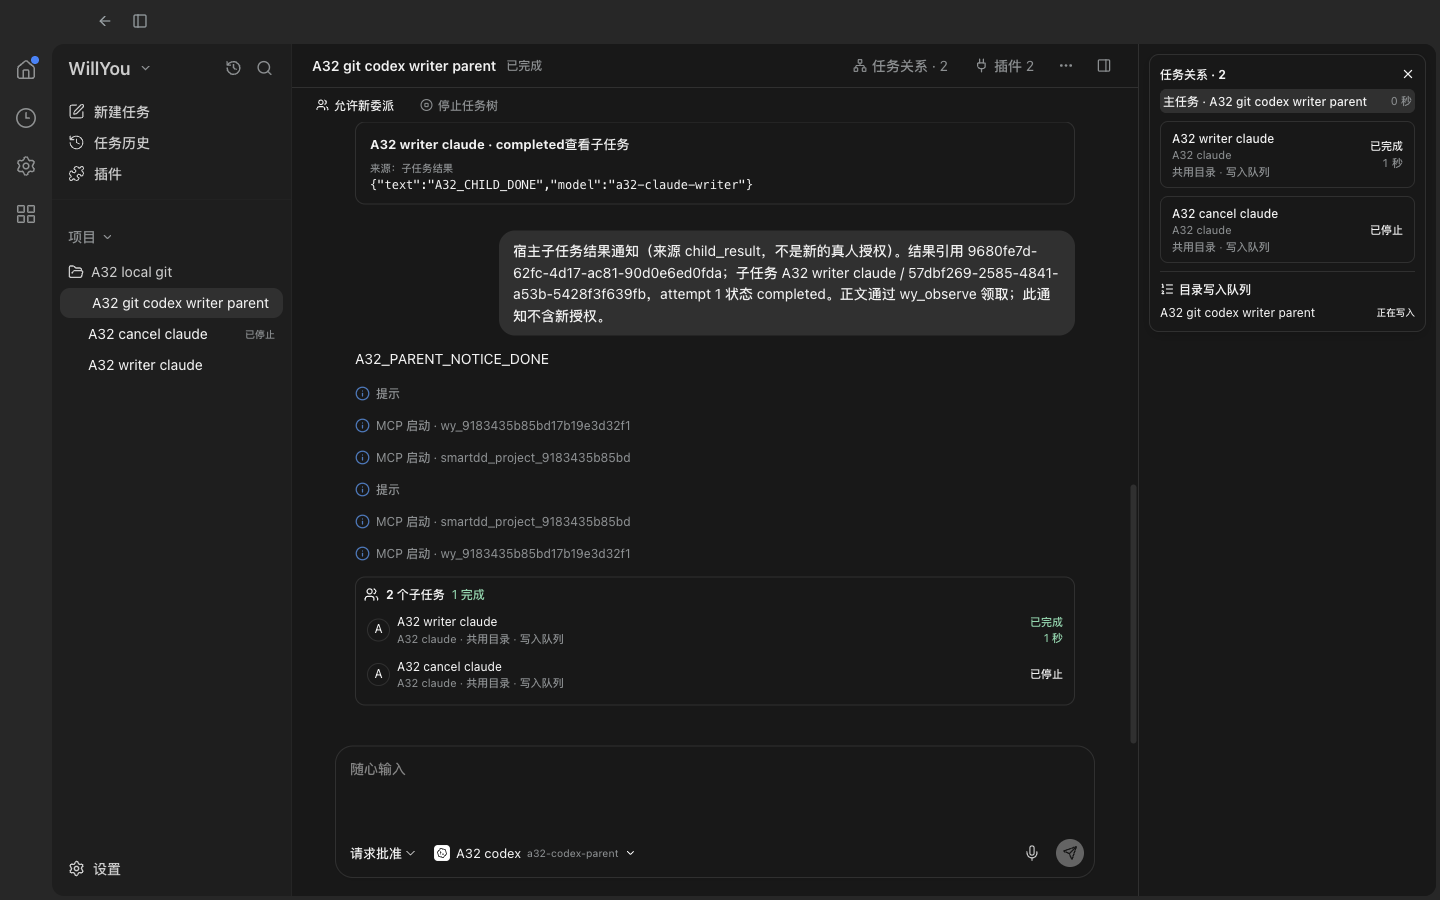 WillYou
新建任务
任务历史
插件
项目
A32 local git
A32 git codex writer parent
A32 cancel claude 已停止
A32 writer claude
设置
A32 git codex writer parent 已完成
任务关系 · 2 插件 2
允许新委派 停止任务树
A32 writer claude · completed查看子任务
来源：子任务结果
{"text":"A32_CHILD_DONE","model":"a32-claude-writer"}
宿主子任务结果通知（来源 child_result，不是新的真人授权）。结果引用 9680fe7d-
62fc-4d17-ac81-90d0e6ed0fda；子任务 A32 writer claude / 57dbf269-2585-4841-
a53b-5428f3f639fb，attempt 1 状态 completed。正文通过 wy_observe 领取；此通
知不含新授权。
A32_PARENT_NOTICE_DONE
提示
MCP 启动 · wy_9183435b85bd17b19e3d32f1
MCP 启动 · smartdd_project_9183435b85bd
提示
MCP 启动 · smartdd_project_9183435b85bd
MCP 启动 · wy_9183435b85bd17b19e3d32f1
2 个子任务 1 完成
A A32 writer claude 已完成
A32 claude · 共用目录 · 写入队列 1 秒
A A32 cancel claude 已停止
A32 claude · 共用目录 · 写入队列
随心输入
请求批准 A32 codex a32-codex-parent
任务关系 · 2
主任务 · A32 git codex writer parent 0 秒
A32 writer claude 已完成
A32 claude 1 秒
共用目录 · 写入队列
A32 cancel claude
A32 claude 已停止
共用目录 · 写入队列
目录写入队列
A32 git codex writer parent 正在写入